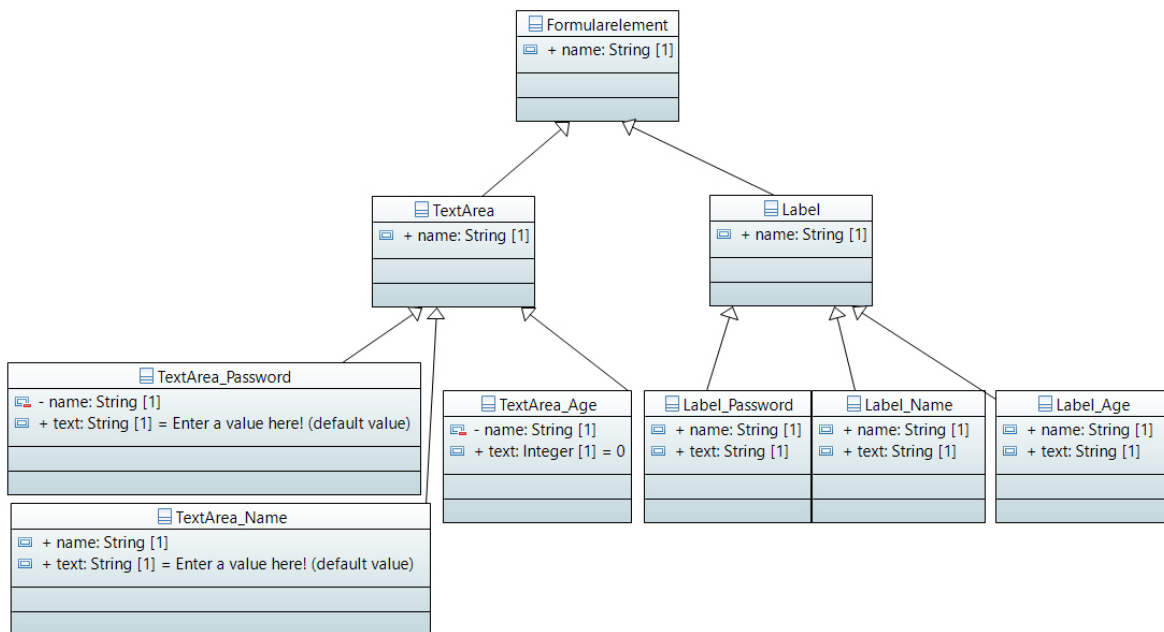 Formularelement
+ name: String [1]
TextArea
+ name: String [1]
Label
+ name: String [1]
TextArea_Password
- name: String [1]
+ text: String [1] = Enter a value here! (default value)
TextArea_Age
- name: String [1]
+ text: Integer [1] = 0
Label_Password
+ name: String [1]
+ text: String [1]
Label_Name
+ name: String [1]
+ text: String [1]
Label_Age
+ name: String [1]
+ text: String [1]
TextArea_Name
+ name: String [1]
+ text: String [1] = Enter a value here! (default value)